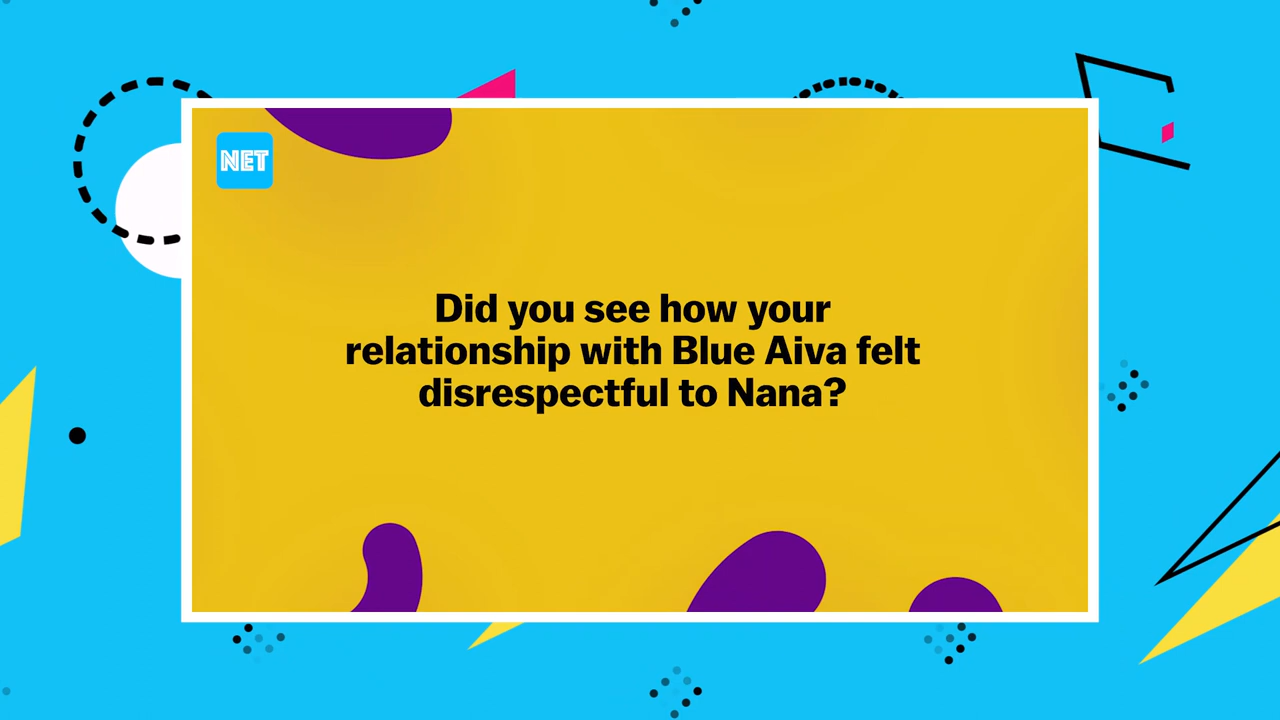 NET
Did you see how your
relationship with Blue Aiva felt
disrespectful to Nana?